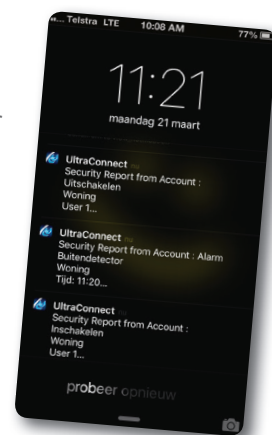 Telstra LTE 10:08 AM 77%
11:21
maandag 21 maart
UltraConnect
Security Report from Account :
Uitschakelen
Woning
User 1...
UltraConnect
Security Report from Account : Alarm
Buitendetector
Woning
Tijd: 11:20...
UltraConnect
Security Report from Account :
Inschakelen
Woning
User 1...
probeer opnieuw